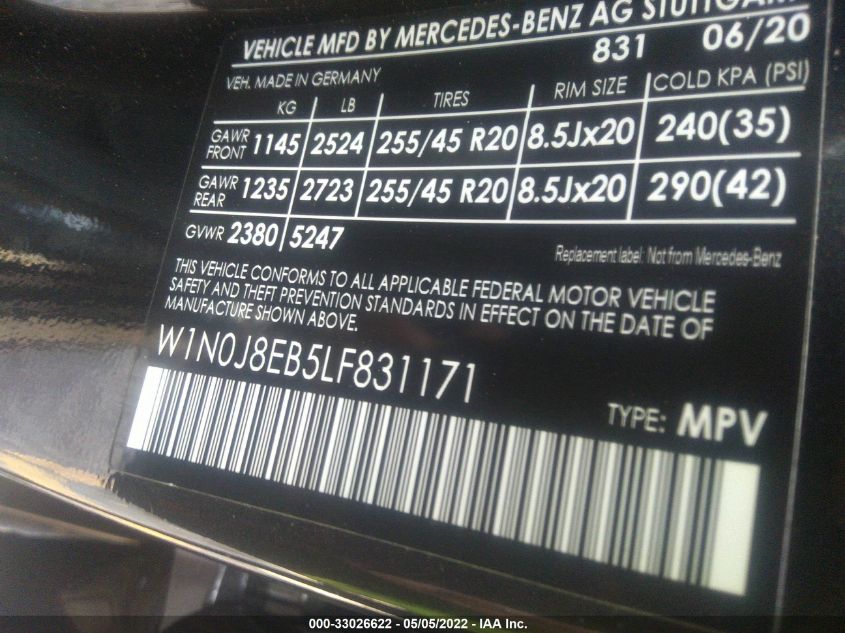 VEHICLE MFD BY MERCEDES-BENZ AG STUTTGART
831 06/20
VEH. MADE IN GERMANY
KG LB TIRES RIM SIZE COLD KPA (PSI)
GAWR FRONT 1145 2524 255/45 R20 8.5Jx20 240(35)
GAWR REAR 1235 2723 255/45 R20 8.5Jx20 290(42)
GVWR 2380 5247
Replacement label: Not from Mercedes-Benz
THIS VEHICLE CONFORMS TO ALL APPLICABLE FEDERAL MOTOR VEHICLE
SAFETY AND THEFT PREVENTION STANDARDS IN EFFECT ON THE DATE OF
MANUFACTURE SHOWN ABOVE.
W1N0J8EB5LF831171
TYPE: MPV
000-33026622 - 05/05/2022 - IAA Inc.